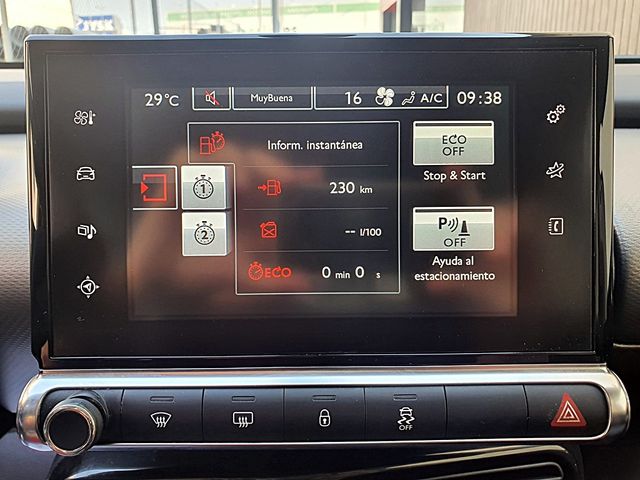 JYSK
29°C
MuyBuena
16
A/C
09:38
Inform. instantánea
230 km
-- l/100
ECO 0 min 0 s
1
2
ECO
OFF
Stop & Start
P
OFF
Ayuda al
estacionamiento
OFF